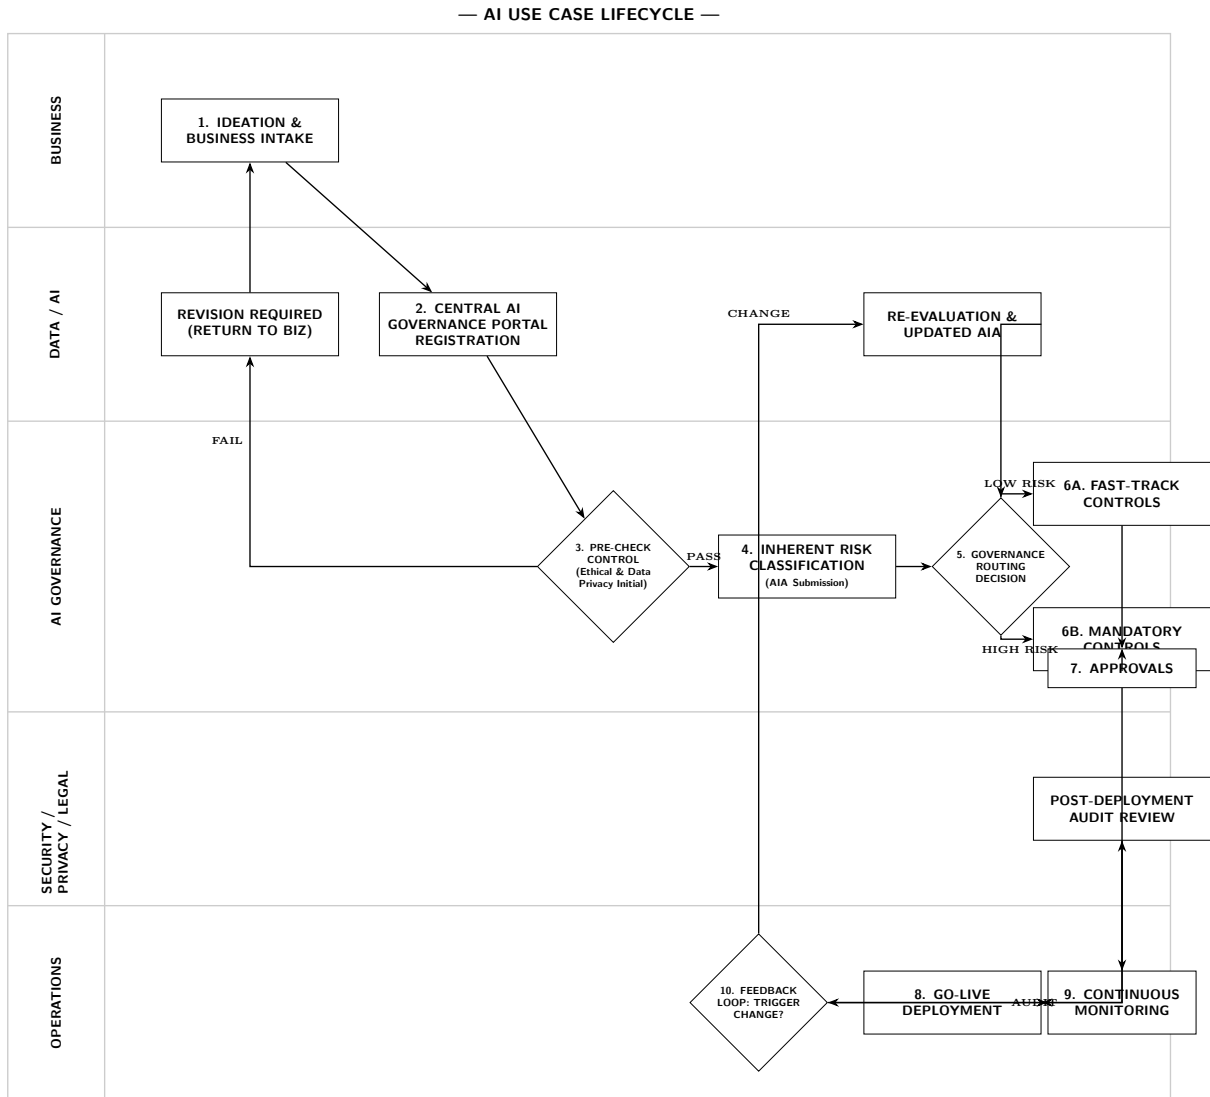 — AI USE CASE LIFECYCLE —
BUSINESS
1. IDEATION &
BUSINESS INTAKE
DATA / AI
REVISION REQUIRED
(RETURN TO BIZ)
2. CENTRAL AI
GOVERNANCE PORTAL
REGISTRATION
CHANGE
RE-EVALUATION &
UPDATED AIA
AI GOVERNANCE
FAIL
3. PRE-CHECK
CONTROL
(Ethical & Data
Privacy Initial)
PASS
4. INHERENT RISK
CLASSIFICATION
(AIA Submission)
5. GOVERNANCE
ROUTING
DECISION
LOW RISK
6A. FAST-TRACK
CONTROLS
HIGH RISK
6B. MANDATORY
CONTROLS
7. APPROVALS
SECURITY /
PRIVACY / LEGAL
POST-DEPLOYMENT
AUDIT REVIEW
OPERATIONS
10. FEEDBACK
LOOP: TRIGGER
CHANGE?
8. GO-LIVE
DEPLOYMENT
AUDIT
9. CONTINUOUS
MONITORING